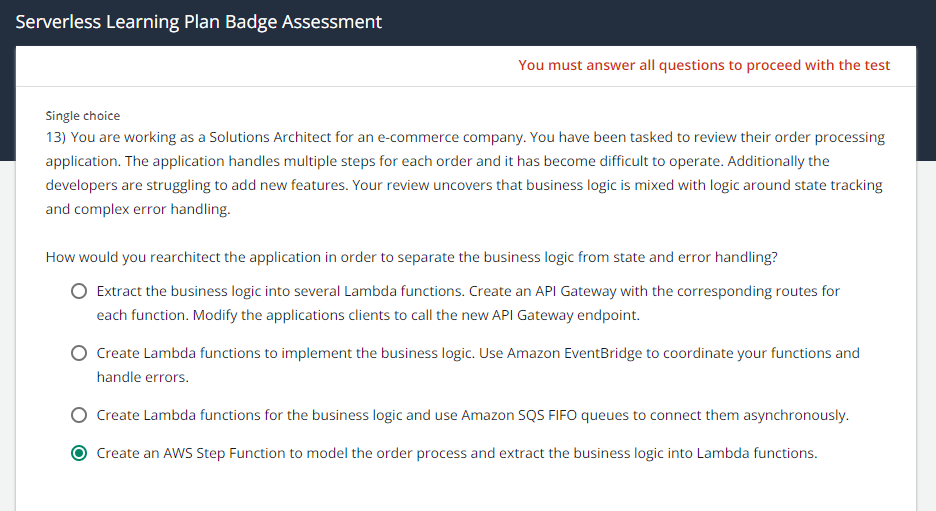 Serverless Learning Plan Badge Assessment
You must answer all questions to proceed with the test
Single choice
13) You are working as a Solutions Architect for an e-commerce company. You have been tasked to review their order processing
application. The application handles multiple steps for each order and it has become difficult to operate. Additionally the
developers are struggling to add new features. Your review uncovers that business logic is mixed with logic around state tracking
and complex error handling.
How would you rearchitect the application in order to separate the business logic from state and error handling?
Extract the business logic into several Lambda functions. Create an API Gateway with the corresponding routes for
each function. Modify the applications clients to call the new API Gateway endpoint.
Create Lambda functions to implement the business logic. Use Amazon EventBridge to coordinate your functions and
handle errors.
Create Lambda functions for the business logic and use Amazon SQS FIFO queues to connect them asynchronously.
Create an AWS Step Function to model the order process and extract the business logic into Lambda functions.